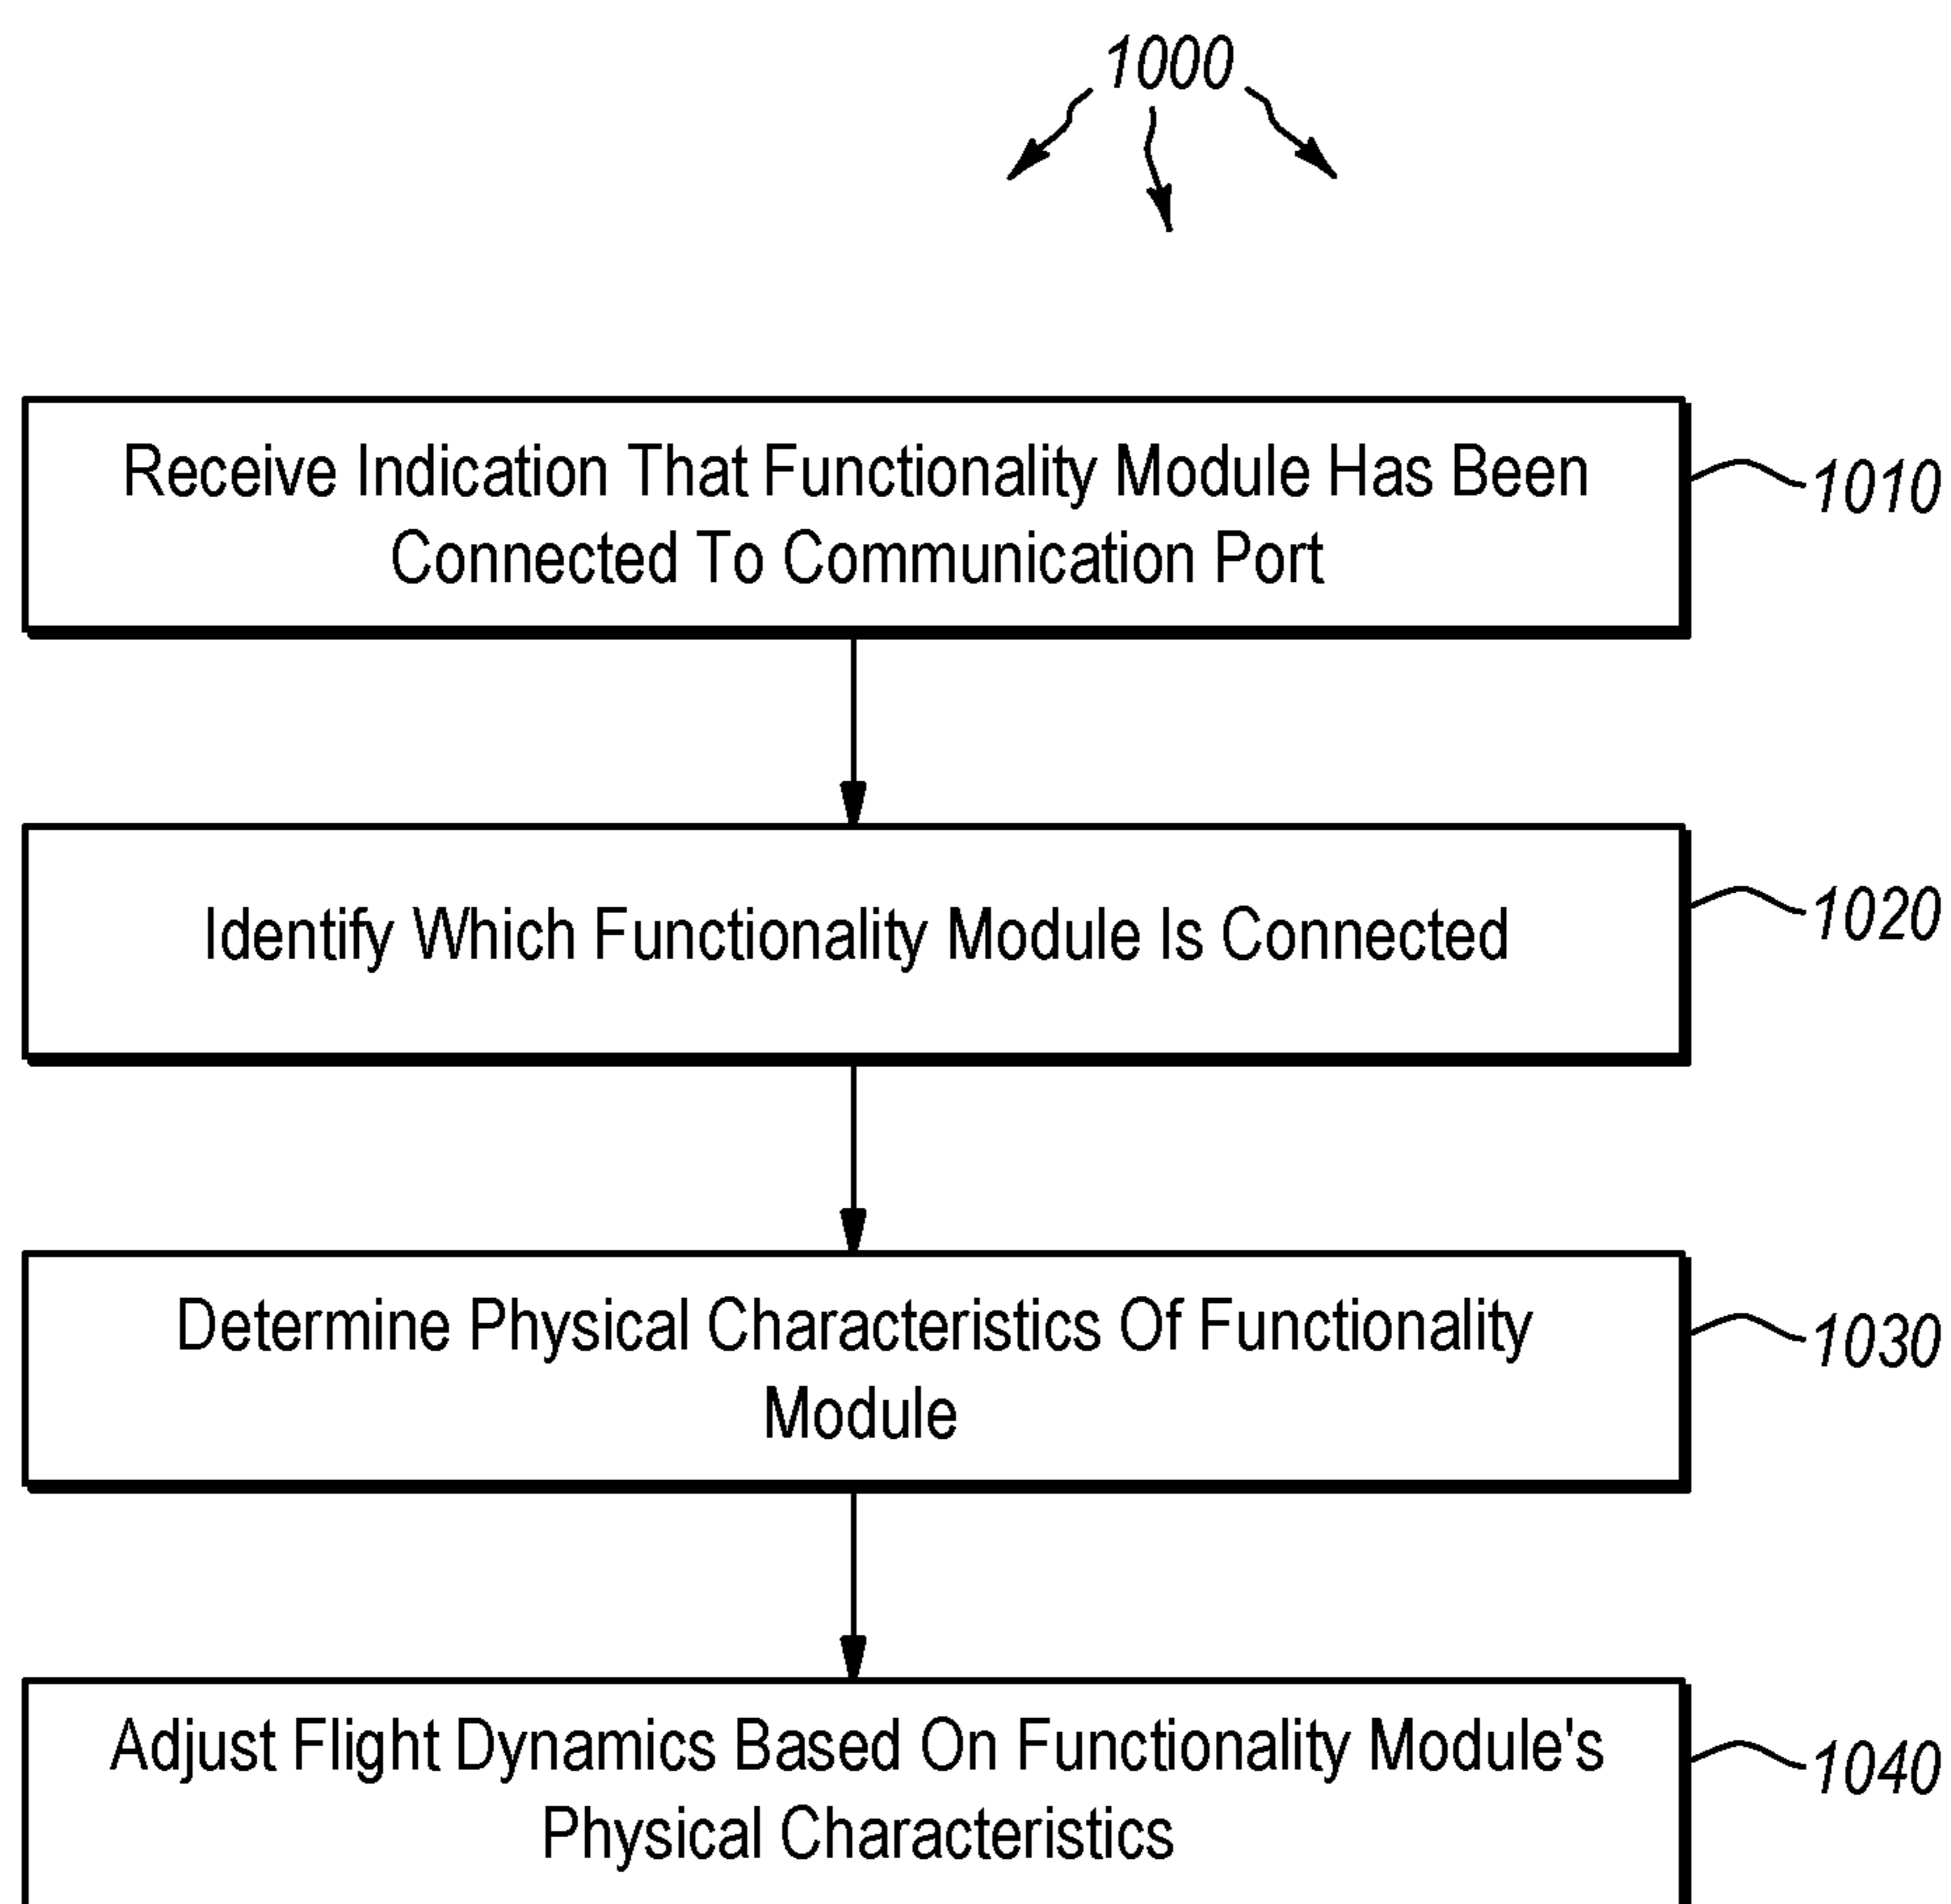 1000
Receive Indication That Functionality Module Has Been
Connected To Communication Port
1010
Identify Which Functionality Module Is Connected
1020
Determine Physical Characteristics Of Functionality
Module
1030
Adjust Flight Dynamics Based On Functionality Module's
Physical Characteristics
1040